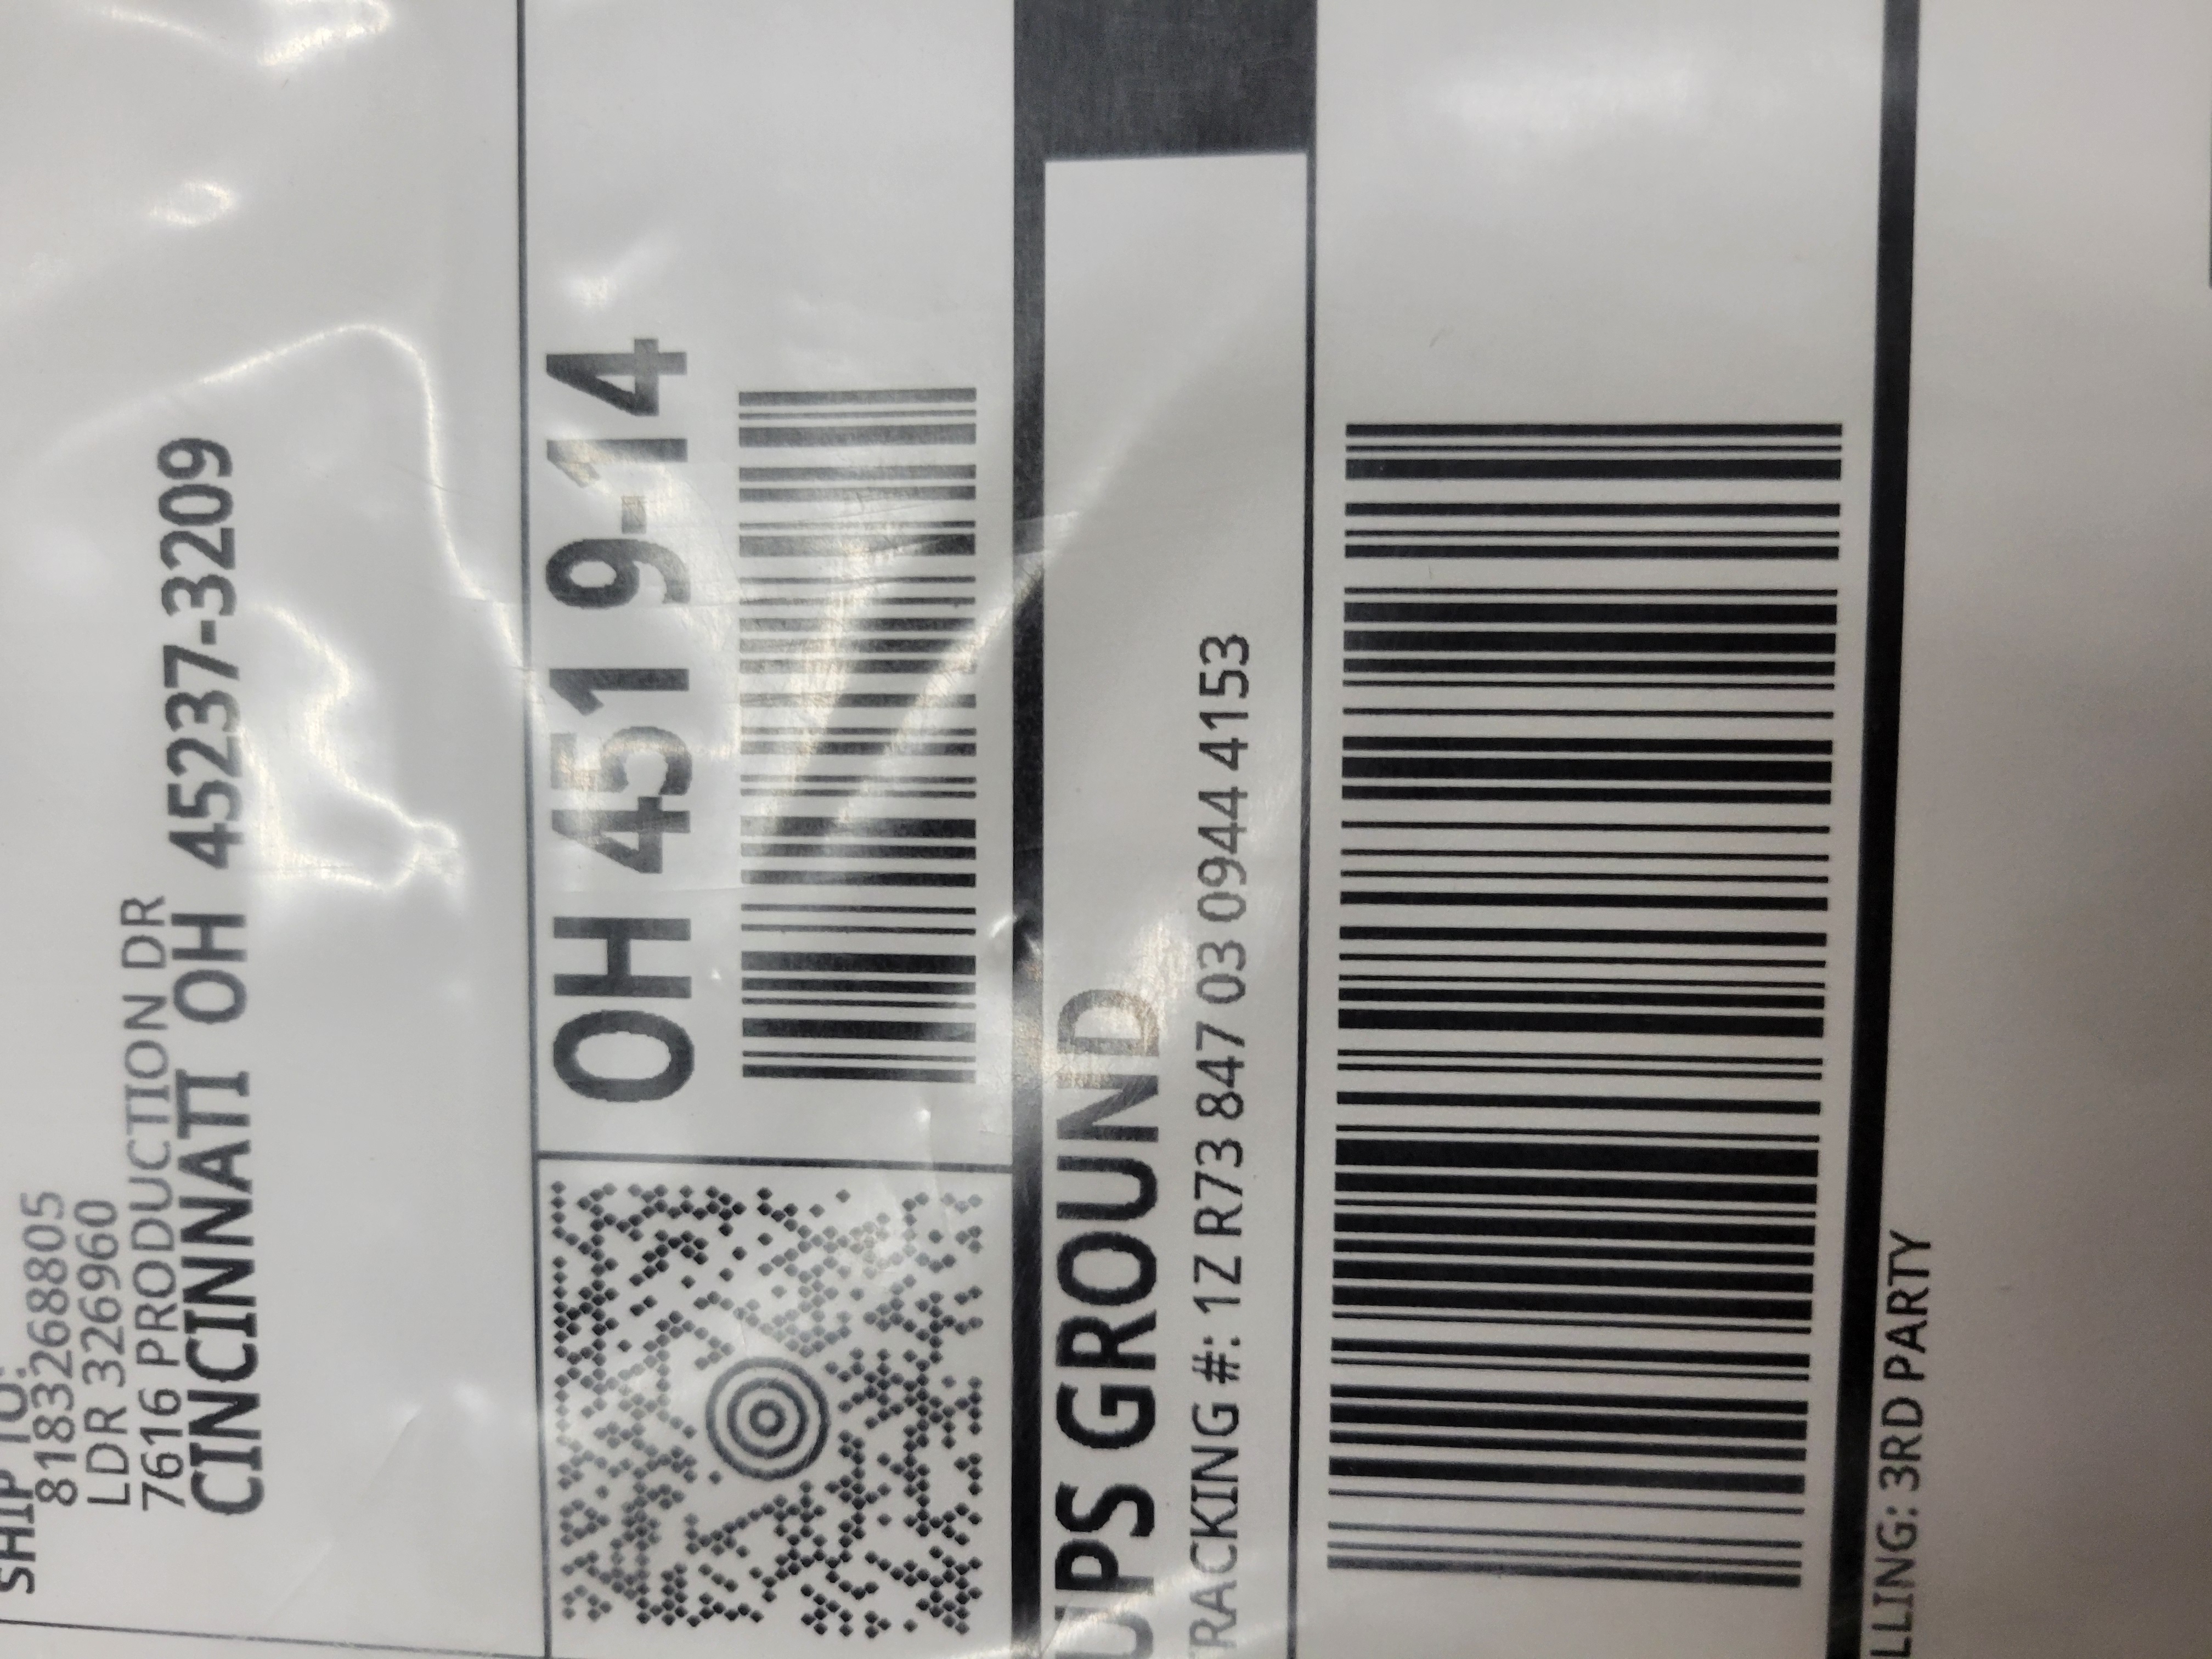 SHIP TO:
8183268805
LDR 326960
7616 PRODUCTION DR
CINCINNATI OH 45237-3209
OH 451 9-14
UPS GROUND
TRACKING #: 1Z R73 847 03 0944 4153
LLING: 3RD PARTY